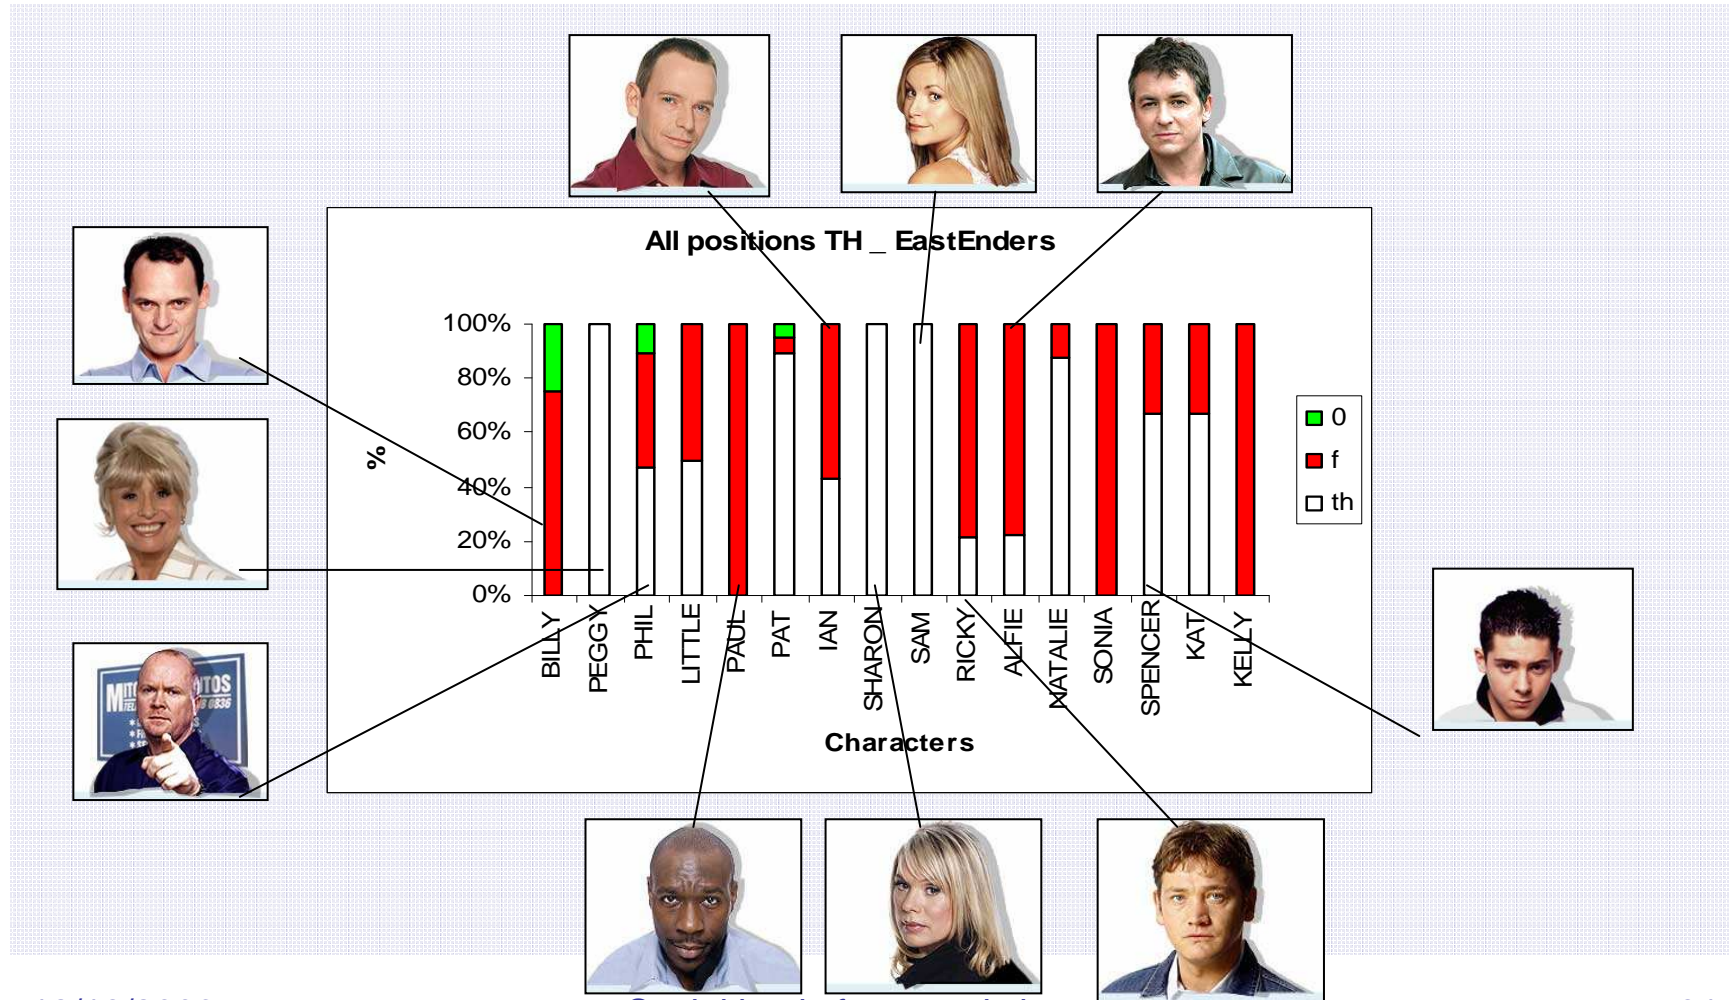 All positions TH _ EastEnders
100%
80%
60%
40%
20%
0%
%
BILLY
PEGGY
PHIL
LITTLE
PAUL
PAT
IAN
SHARON
SAM
RICKY
ALFIE
NATALIE
SONIA
SPENCER
KAT
KELLY
Characters
0
f
th